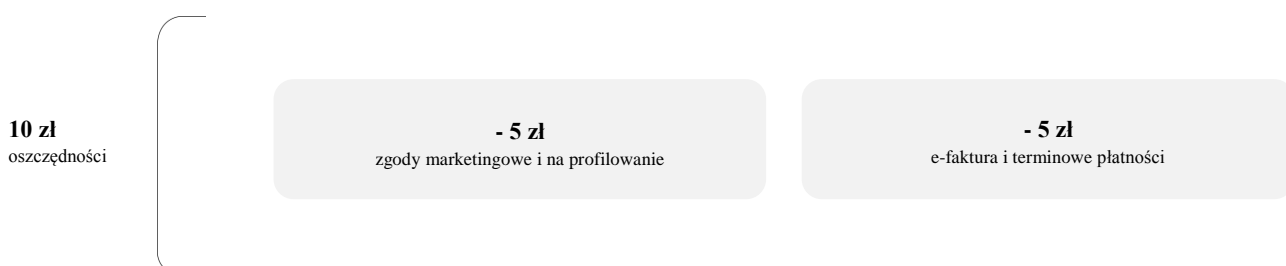 10 zł
oszczędności
- 5 zł
zgody marketingowe i na profilowanie
- 5 zł
e-faktura i terminowe płatności